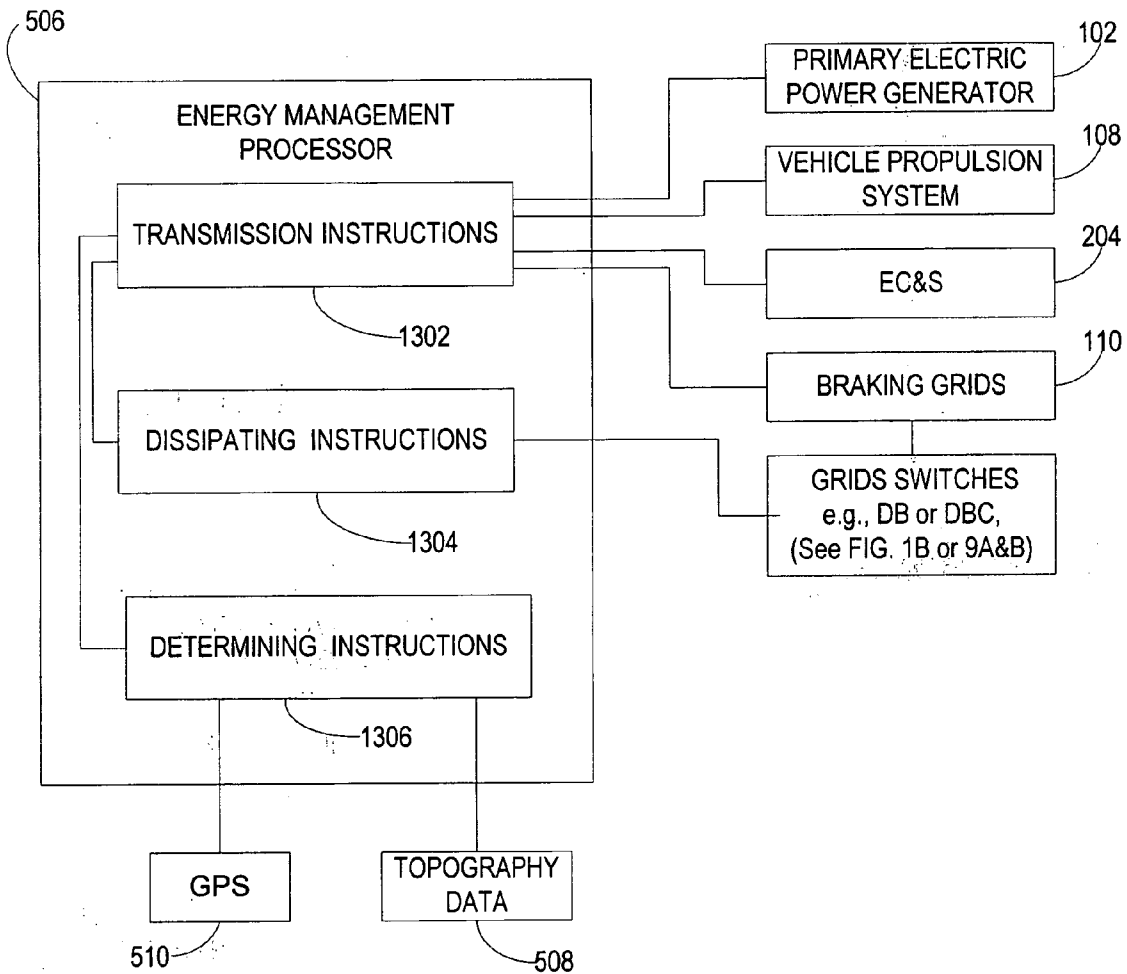 506
ENERGY MANAGEMENT
PROCESSOR
TRANSMISSION INSTRUCTIONS
1302
DISSIPATING INSTRUCTIONS
1304
DETERMINING INSTRUCTIONS
1306
GPS
510
TOPOGRAPHY
DATA
508
102
PRIMARY ELECTRIC
POWER GENERATOR
108
VEHICLE PROPULSION
SYSTEM
204
EC&S
110
BRAKING GRIDS
GRIDS SWITCHES
e.g., DB or DBC,
(See FIG. 1B or 9A&B)